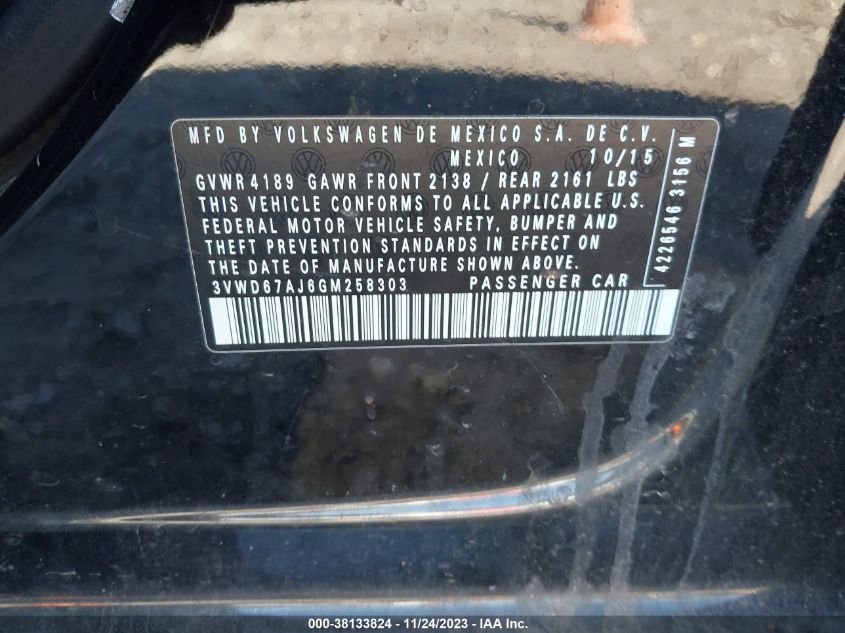 MFD BY VOLKSWAGEN DE MEXICO S.A. DE C.V.
MEXICO 10/15
GVWR 4189 GAWR FRONT 2138 / REAR 2161 LBS
THIS VEHICLE CONFORMS TO ALL APPLICABLE U.S.
FEDERAL MOTOR VEHICLE SAFETY, BUMPER AND
THEFT PREVENTION STANDARDS IN EFFECT ON
THE DATE OF MANUFACTURE SHOWN ABOVE.
3VWD67AJ6GM258303 PASSENGER CAR
4226546 3156 M
000-38133824 - 11/24/2023 - IAA Inc.